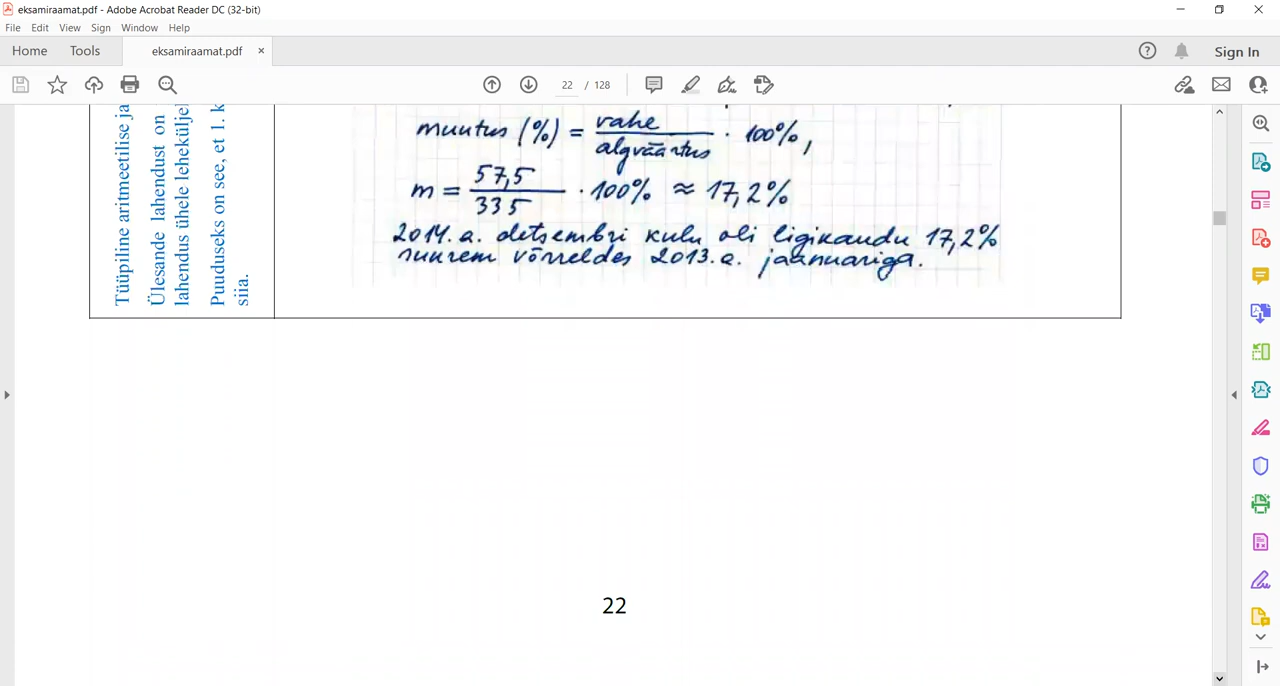 eksamiraamat.pdf - Adobe Acrobat Reader DC (32-bit)
File Edit View Sign Window Help
Home Tools eksamiraamat.pdf × Sign In
22 / 128
Tüüpiline aritmeetilise ja
Ülesande lahendust on
lahendus ühele leheküljel
Puuduseks on see, et 1. k
siia.
muutus (%) = vahe / algväärtus · 100%,
m = 57,5 / 335 · 100% ≈ 17,2%
2014. a. detsembri kulu oli ligikaudu 17,2%
suurem võrreldes 2013. a. jaanuariga.
22